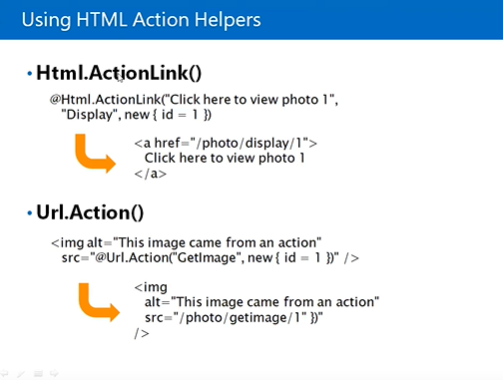 Using HTML Action Helpers
• Html.ActionLink()
@Html.ActionLink("Click here to view photo 1",
"Display", new { id = 1 })
<a href="/photo/display/1">
Click here to view photo 1
</a>
• Url.Action()
<img alt="This image came from an action"
src="@Url.Action("GetImage", new { id = 1 })" />
<img
alt="This image came from an action"
src="/photo/getimage/1" })"
/>